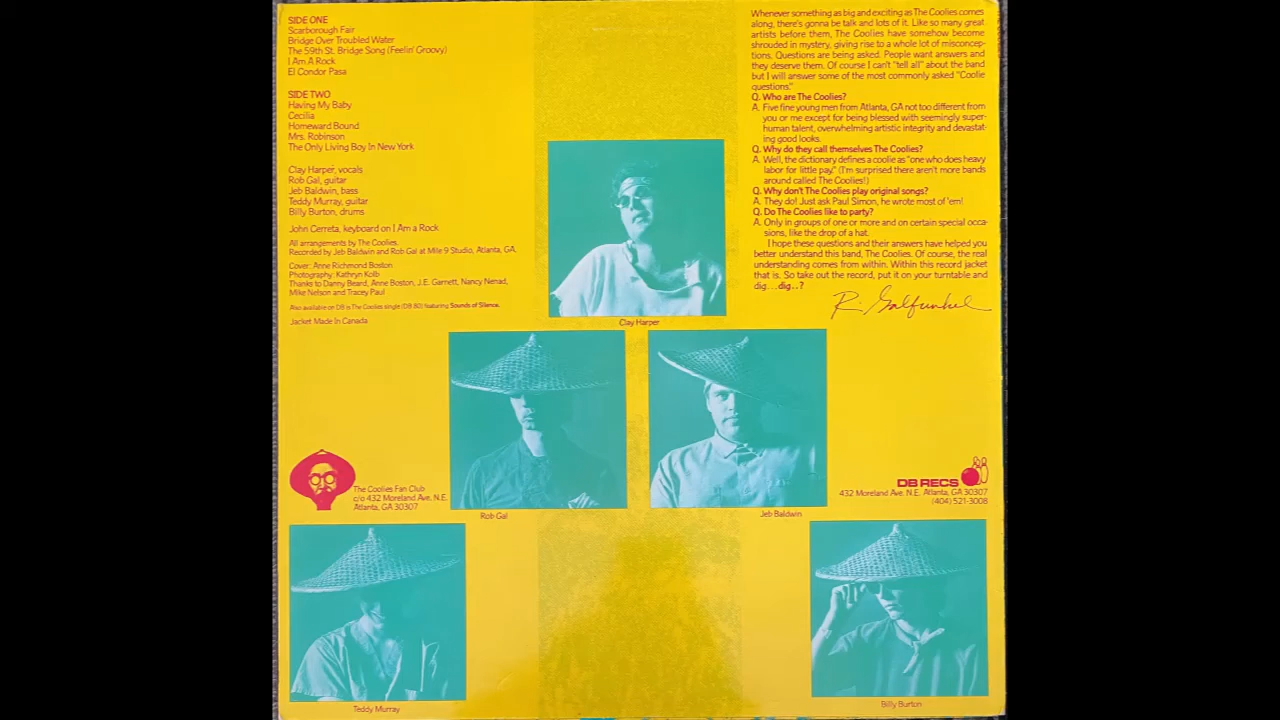 SIDE ONE
Scarborough Fair
Bridge Over Troubled Water
The 59th St. Bridge Song (Feelin' Groovy)
I Am A Rock
El Condor Pasa
SIDE TWO
Having My Baby
Cecilia
Homeward Bound
Mrs. Robinson
The Only Living Boy In New York
Clay Harper, vocals
Rob Gal, guitar
Jeb Baldwin, bass
Teddy Murray, guitar
Billy Burton, drums
John Cerreta, keyboard on I Am a Rock
All arrangements by The Coolies.
Recorded by Jeb Baldwin and Rob Gal at Mile 9 Studio, Atlanta, GA.
Cover: Anne Richmond Boston
Photography: Kathryn Kolb
Thanks to Danny Beard, Anne Boston, J.E. Garnett, Nancy Nenad,
Mike Nelson and Tracey Paul
Also available on DB is The Coolies single (DB 80) featuring Sounds of Silence.
Jacket Made In Canada
Whenever something as big and exciting as The Coolies comes
along, there's gonna be talk and lots of it. Like so many great
artists before them, The Coolies have somehow become
shrouded in mystery, giving rise to a whole lot of misconcep-
tions. Questions are being asked. People want answers and
they deserve them. Of course I can't "tell all" about the band
but I will answer some of the most commonly asked "Coolie
questions."
Q. Who are The Coolies?
A. Five fine young men from Atlanta, GA not too different from
you or me except for being blessed with seemingly super-
human talent, overwhelming artistic integrity and devastat-
ing good looks.
Q. Why do they call themselves The Coolies?
A. Well, the dictionary defines a coolie as "one who does heavy
labor for little pay." (I'm surprised there aren't more bands
around called The Coolies!)
Q. Why don't The Coolies play original songs?
A. They do! Just ask Paul Simon, he wrote most of 'em!
Q. Do The Coolies like to party?
A. Only in groups of one or more and on certain special occa-
sions, like the drop of a hat.
I hope these questions and their answers have helped you
better understand this band, The Coolies. Of course, the real
understanding comes from within. Within this record jacket
that is. So take out the record, put it on your turntable and
dig...dig..?
R. Galfunkel
Clay Harper
Rob Gal
Jeb Baldwin
The Coolies Fan Club
c/o 432 Moreland Ave. N.E.
Atlanta, GA 30307
DB RECS
432 Moreland Ave. N.E. Atlanta, GA 30307
(404) 521-3008
Teddy Murray
Billy Burton